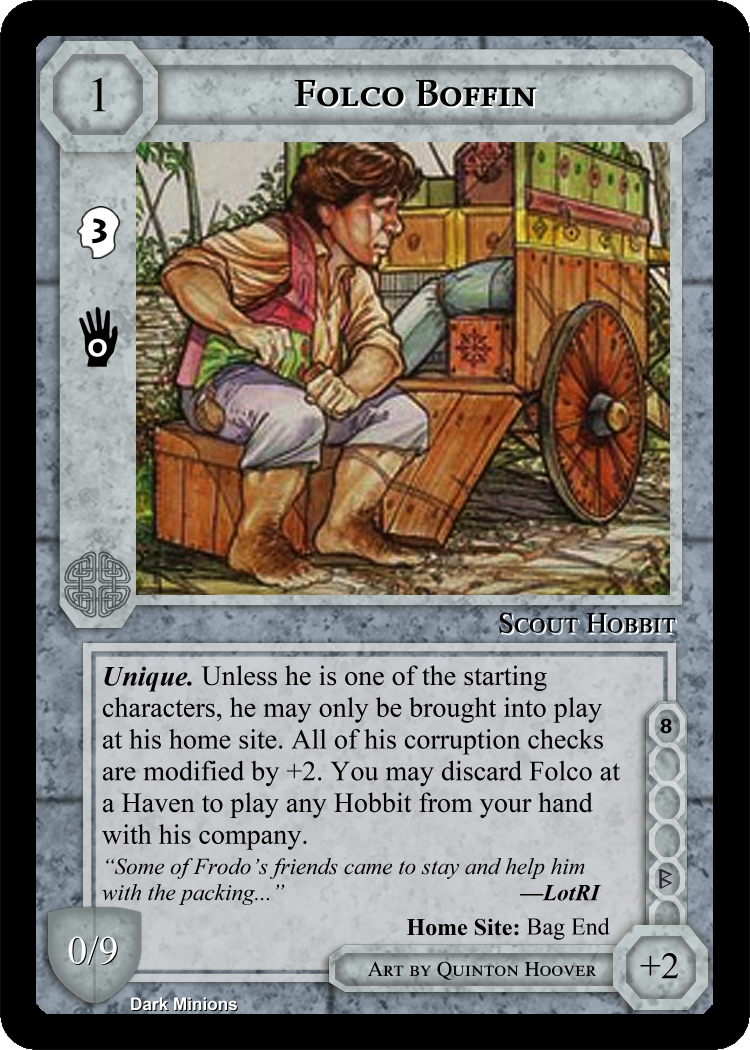 1
Folco Boffin
3
0
Scout Hobbit
Unique. Unless he is one of the starting
characters, he may only be brought into play
at his home site. All of his corruption checks
are modified by +2. You may discard Folco at
a Haven to play any Hobbit from your hand
with his company.
“Some of Frodo’s friends came to stay and help him
with the packing...” —LotRI
Home Site: Bag End
8
ᛒ
0/9
Art by Quinton Hoover
+2
Dark Minions